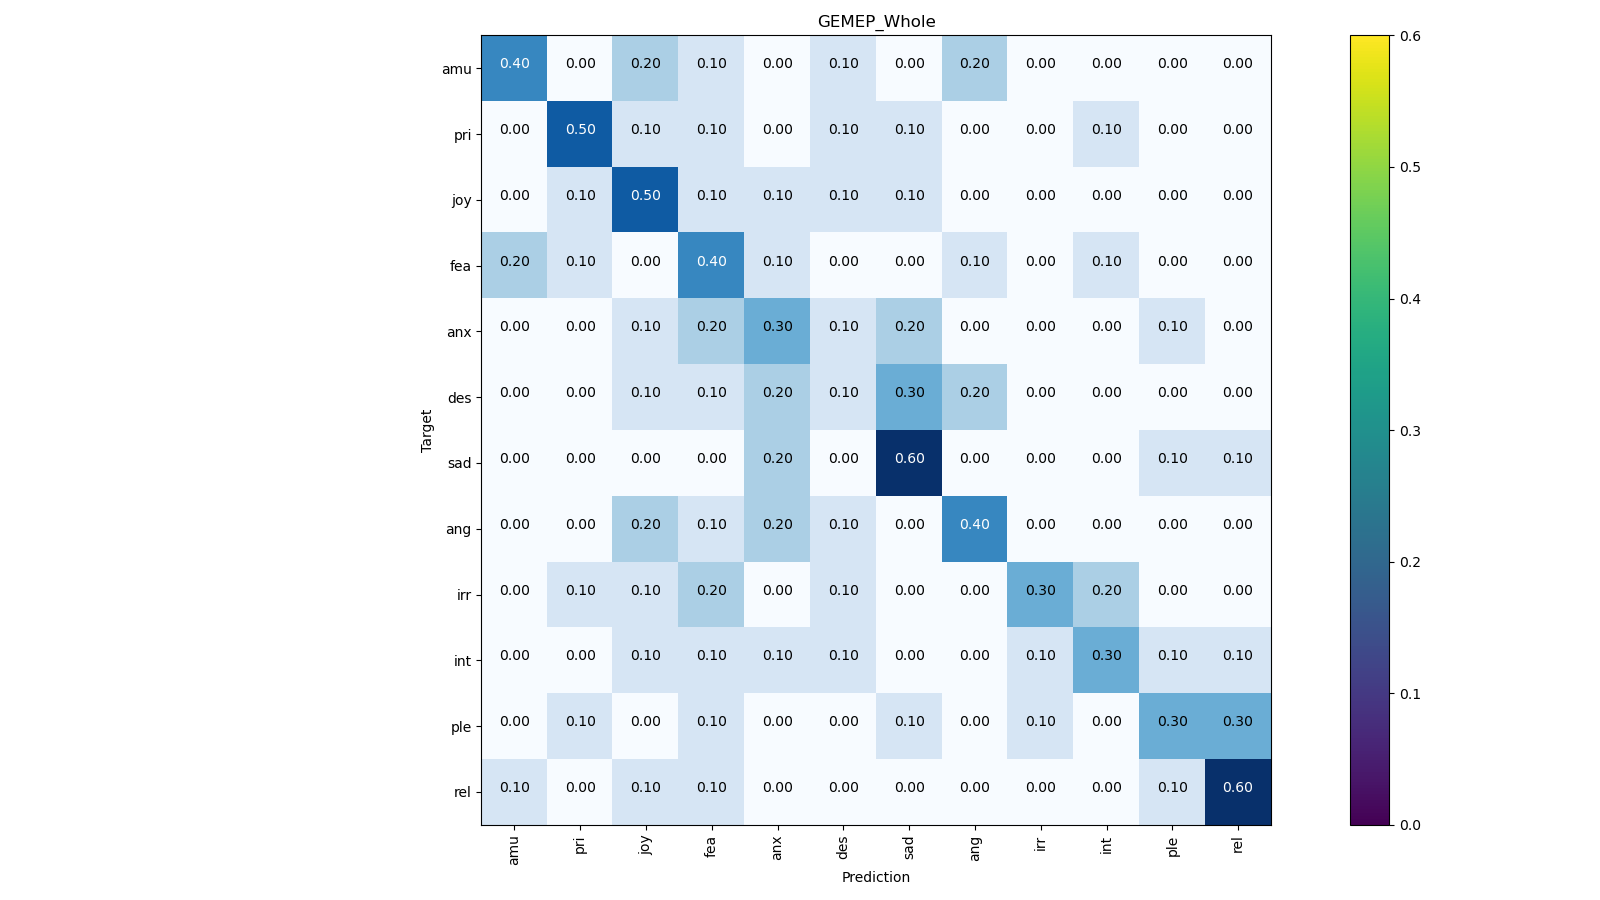 GEMEP_Whole
amu 0.40 0.00 0.20 0.10 0.00 0.10 0.00 0.20 0.00 0.00 0.00 0.00
pri 0.00 0.50 0.10 0.10 0.00 0.10 0.10 0.00 0.00 0.10 0.00 0.00
joy 0.00 0.10 0.50 0.10 0.10 0.10 0.10 0.00 0.00 0.00 0.00 0.00
fea 0.20 0.10 0.00 0.40 0.10 0.00 0.00 0.10 0.00 0.10 0.00 0.00
anx 0.00 0.00 0.10 0.20 0.30 0.10 0.20 0.00 0.00 0.00 0.10 0.00
des 0.00 0.00 0.10 0.10 0.20 0.10 0.30 0.20 0.00 0.00 0.00 0.00
sad 0.00 0.00 0.00 0.00 0.20 0.00 0.60 0.00 0.00 0.00 0.10 0.10
ang 0.00 0.00 0.20 0.10 0.20 0.10 0.00 0.40 0.00 0.00 0.00 0.00
irr 0.00 0.10 0.10 0.20 0.00 0.10 0.00 0.00 0.30 0.20 0.00 0.00
int 0.00 0.00 0.10 0.10 0.10 0.10 0.00 0.00 0.10 0.30 0.10 0.10
ple 0.00 0.10 0.00 0.10 0.00 0.00 0.10 0.00 0.10 0.00 0.30 0.30
rel 0.10 0.00 0.10 0.10 0.00 0.00 0.00 0.00 0.00 0.00 0.10 0.60
amu pri joy fea anx des sad ang irr int ple rel
Prediction
Target
0.6
0.5
0.4
0.3
0.2
0.1
0.0